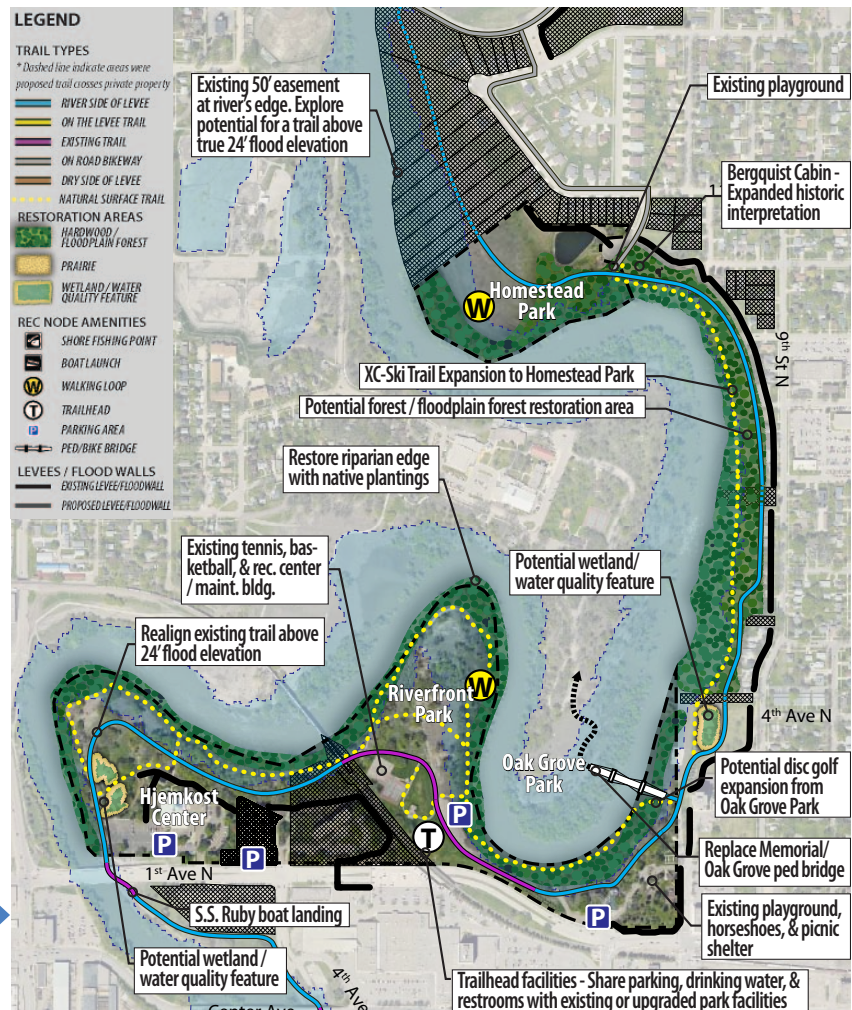 LEGEND
TRAIL TYPES
* Dashed line indicate areas were
proposed trail crosses private property
RIVER SIDE OF LEVEE
ON THE LEVEE TRAIL
EXISTING TRAIL
ON ROAD BIKEWAY
DRY SIDE OF LEVEE
NATURAL SURFACE TRAIL
RESTORATION AREAS
HARDWOOD /
FLOODPLAIN FOREST
PRAIRIE
WETLAND / WATER
QUALITY FEATURE
REC NODE AMENITIES
SHORE FISHING POINT
BOAT LAUNCH
W WALKING LOOP
T TRAILHEAD
P PARKING AREA
PED/BIKE BRIDGE
LEVEES / FLOOD WALLS
EXISTING LEVEE/FLOODWALL
PROPOSED LEVEE/FLOODWALL
Existing 50' easement
at river's edge. Explore
potential for a trail above
true 24' flood elevation
Existing playground
Bergquist Cabin -
Expanded historic
interpretation
W
Homestead
Park
9th St N
XC-Ski Trail Expansion to Homestead Park
Potential forest / floodplain forest restoration area
Restore riparian edge
with native plantings
Existing tennis, bas-
ketball, & rec. center
/ maint. bldg.
Potential wetland/
water quality feature
Realign existing trail above
24' flood elevation
W
Riverfront
Park
4th Ave N
Oak Grove
Park
Hjemkost
Center
P
P
P
T
P
1st Ave N
Potential disc golf
expansion from
Oak Grove Park
Replace Memorial/
Oak Grove ped bridge
Existing playground,
horseshoes, & picnic
shelter
S.S. Ruby boat landing
Potential wetland /
water quality feature
4th Ave
Center Ave
Trailhead facilities - Share parking, drinking water, &
restrooms with existing or upgraded park facilities